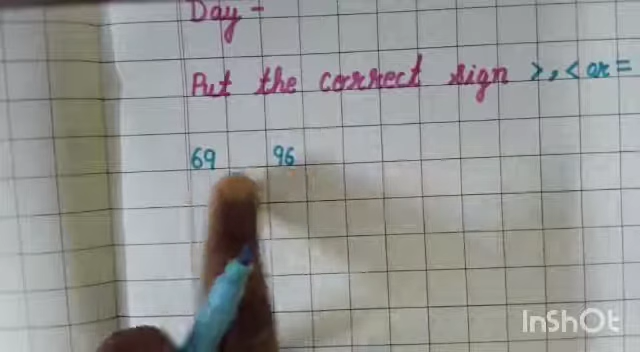 Day -
Put the correct sign >, < or =
69 96
InShOt